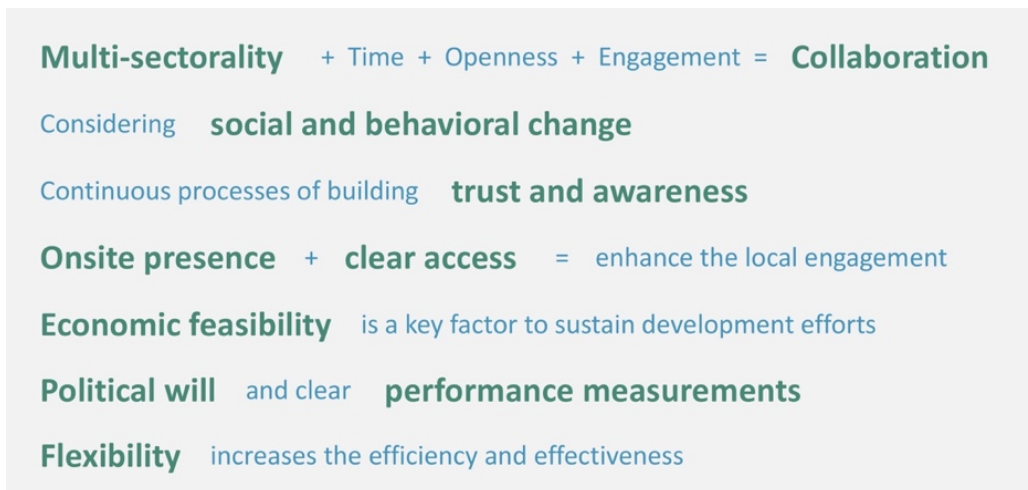 Multi-sectorality + Time + Openness + Engagement = Collaboration
Considering social and behavioral change
Continuous processes of building trust and awareness
Onsite presence + clear access = enhance the local engagement
Economic feasibility is a key factor to sustain development efforts
Political will and clear performance measurements
Flexibility increases the efficiency and effectiveness